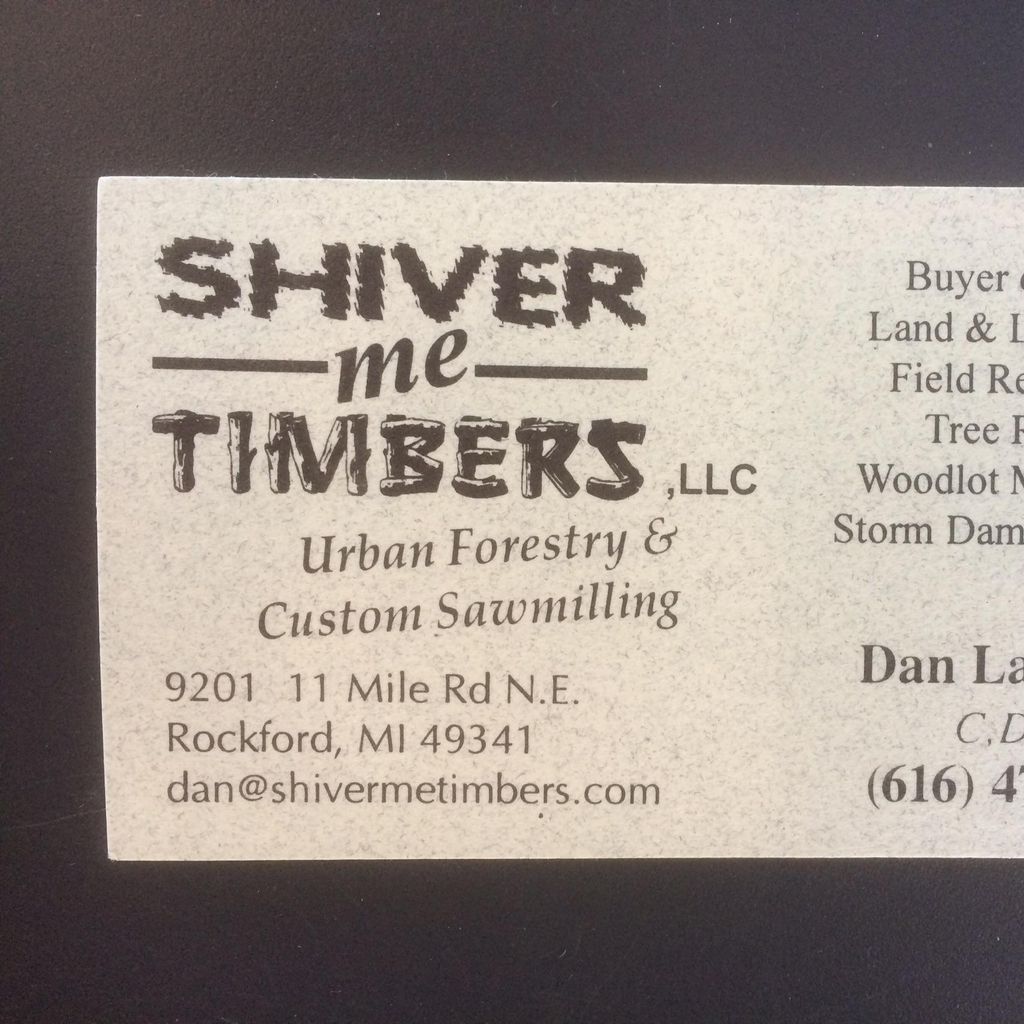 SHIVER
me
TIMBERS ,LLC
Urban Forestry &
Custom Sawmilling
9201 11 Mile Rd N.E.
Rockford, MI 49341
dan@shivermetimbers.com
Buyer
Land &
Field
Tree
Woodlot
Storm
Dan
(616)